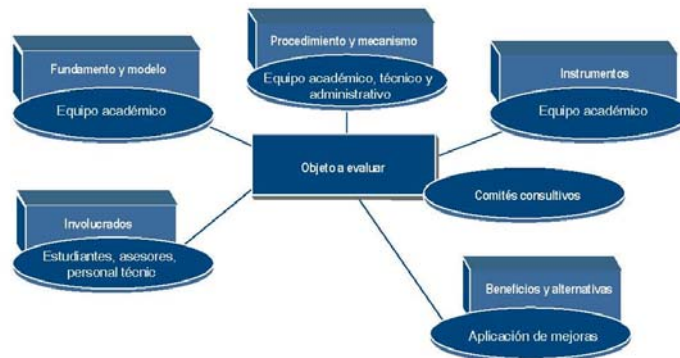 Procedimiento y mecanismo
Equipo académico, técnico y
administrativo
Fundamento y modelo
Equipo académico
Instrumentos
Equipo académico
Objeto a evaluar
Comités consultivos
Involucrados
Estudiantes, asesores,
personal técnic
Beneficios y alternativas
Aplicación de mejoras